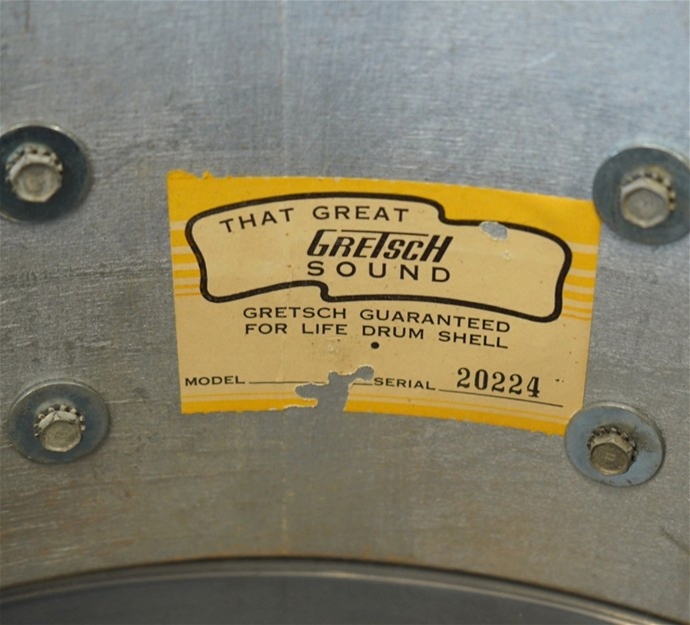 THAT GREAT
GRETSCH
SOUND
GRETSCH GUARANTEED
FOR LIFE DRUM SHELL
MODEL SERIAL 20224